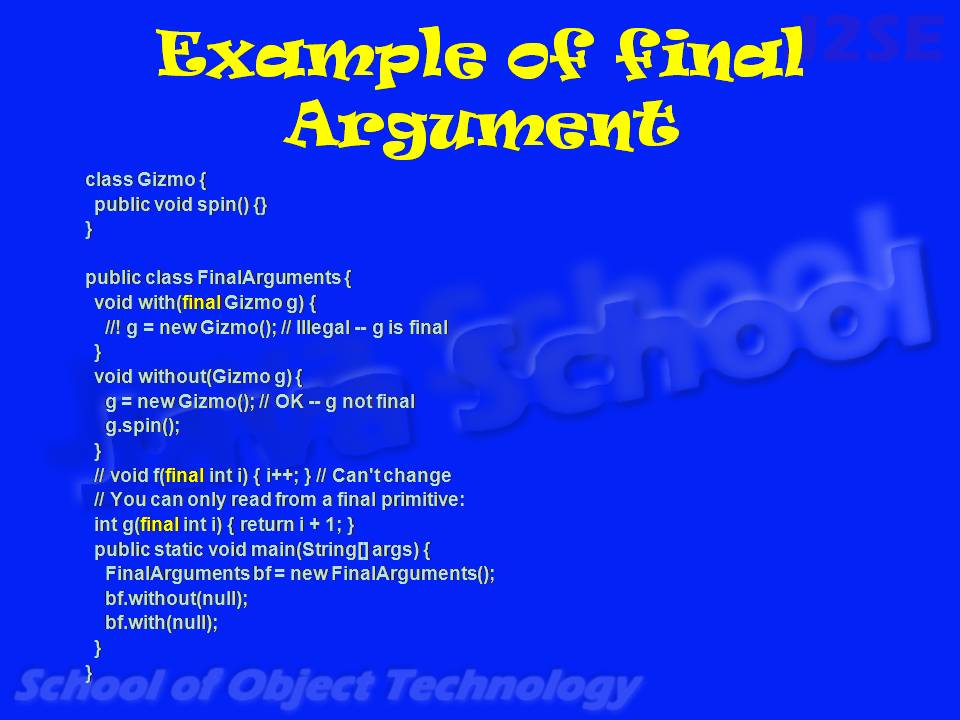 J2SE
Example of final
Argument
class Gizmo {
  public void spin() {}
}

public class FinalArguments {
  void with(final Gizmo g) {
    //! g = new Gizmo(); // Illegal -- g is final
  }
  void without(Gizmo g) {
    g = new Gizmo(); // OK -- g not final
    g.spin();
  }
  // void f(final int i) { i++; } // Can't change
  // You can only read from a final primitive:
  int g(final int i) { return i + 1; }
  public static void main(String[] args) {
    FinalArguments bf = new FinalArguments();
    bf.without(null);
    bf.with(null);
  }
}
Java School
School of Object Technology